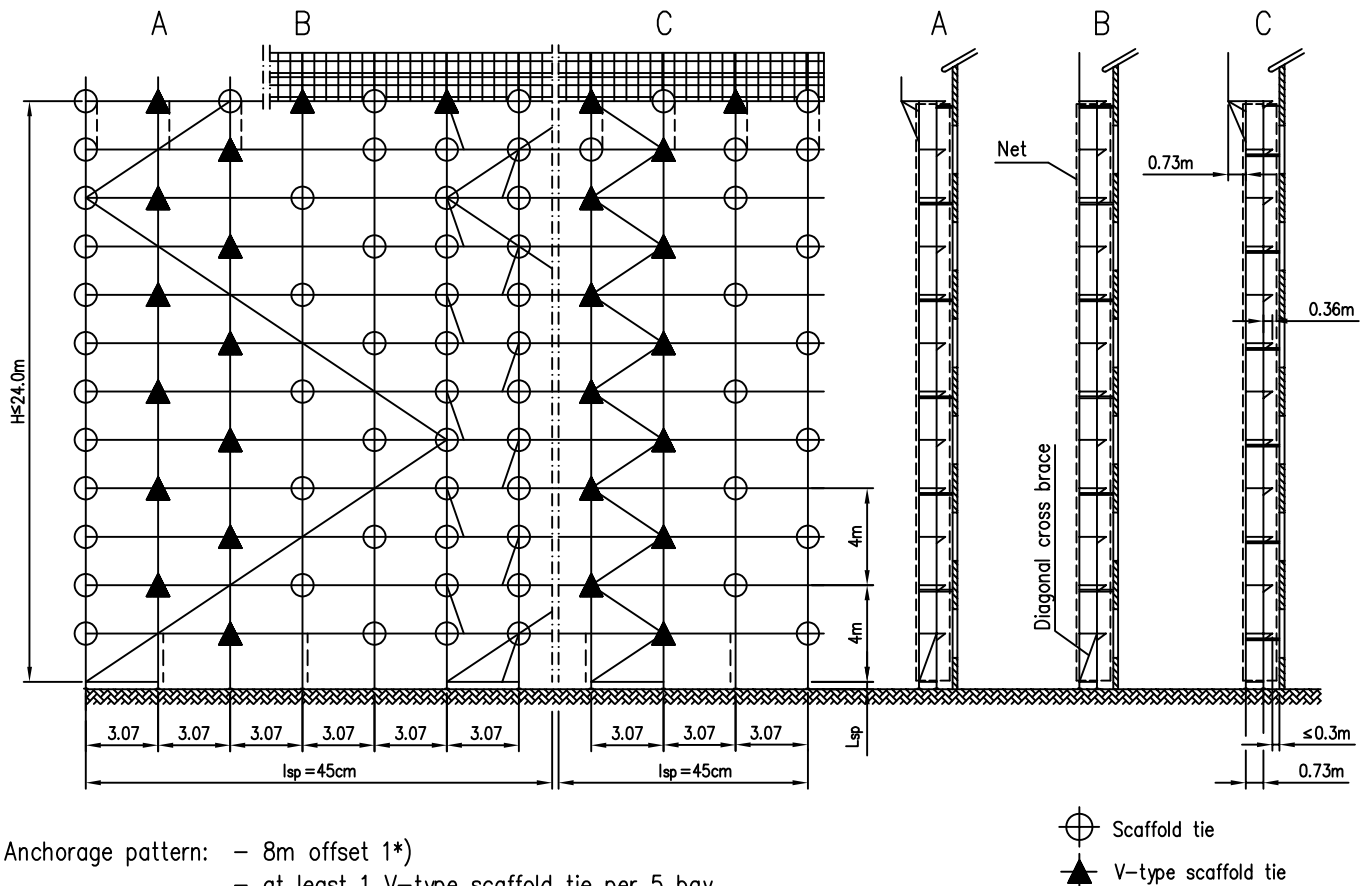 A B C A B C
Net
0.73m
0.36m
H≤24.0m
Diagonal cross brace
4m
4m
Lsp
3.07 3.07 3.07 3.07 3.07 3.07 3.07 3.07 3.07
≤0.3m
lsp=45cm lsp=45cm
0.73m
Scaffold tie
Anchorage pattern: – 8m offset 1*)
V–type scaffold tie
– at least 1 V–type scaffold tie per 5 bay